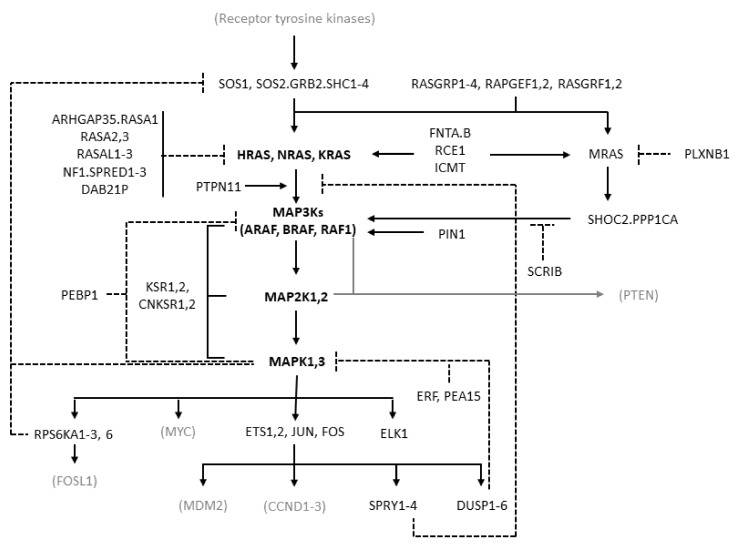 (Receptor tyrosine kinases)
SOS1, SOS2.GRB2.SHC1-4
RASGRP1-4, RAPGEF1,2, RASGRF1,2
ARHGAP35.RASA1
RASA2,3
RASAL1-3
NF1.SPRED1-3
DAB21P
HRAS, NRAS, KRAS
FNTA.B
RCE1
ICMT
MRAS
PLXNB1
PTPN11
MAP3Ks
(ARAF, BRAF, RAF1)
PIN1
SHOC2.PPP1CA
SCRIB
PEBP1
KSR1,2,
CNKSR1,2
MAP2K1,2
(PTEN)
MAPK1,3
ERF, PEA15
RPS6KA1-3, 6
(MYC)
ETS1,2, JUN, FOS
ELK1
(FOSL1)
(MDM2)
(CCND1-3)
SPRY1-4
DUSP1-6